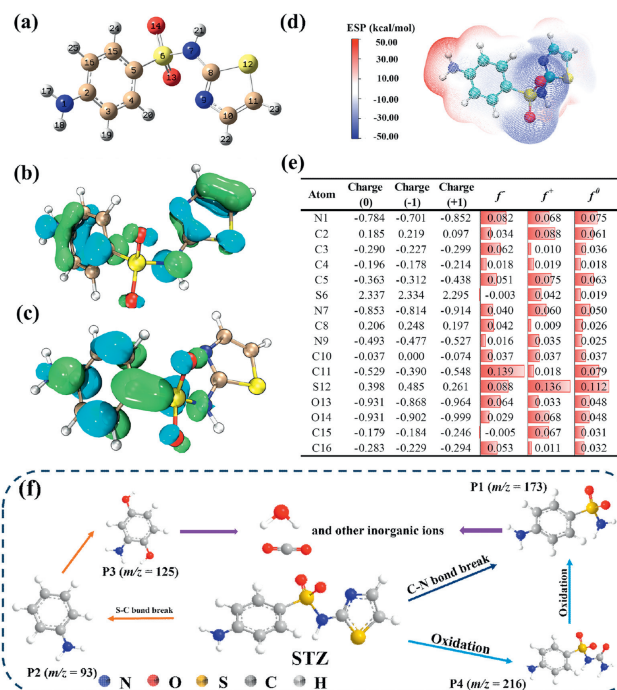 (a)
14
21
24
15
6
7
12
25
16
5
8
13
17
2
4
9
1
3
10
11
18
20
23
19
22
(d)
ESP (kcal/mol)
50.00
30.00
10.00
-10.00
-30.00
-50.00
(b)
(c)
(e)
Atom Charge (0) Charge (-1) Charge (+1) f⁻ f⁺ f⁰
N1 -0.784 -0.701 -0.852 0.082 0.068 0.075
C2 0.185 0.219 0.097 0.034 0.088 0.061
C3 -0.290 -0.227 -0.299 0.062 0.010 0.036
C4 -0.196 -0.178 -0.214 0.018 0.019 0.018
C5 -0.363 -0.312 -0.438 0.051 0.075 0.063
S6 2.337 2.334 2.295 -0.003 0.042 0.019
N7 -0.853 -0.814 -0.914 0.040 0.060 0.050
C8 0.206 0.248 0.197 0.042 0.009 0.026
N9 -0.493 -0.477 -0.527 0.016 0.035 0.025
C10 -0.037 0.000 -0.074 0.037 0.037 0.037
C11 -0.529 -0.390 -0.548 0.139 0.018 0.079
S12 0.398 0.485 0.261 0.088 0.136 0.112
O13 -0.931 -0.868 -0.964 0.064 0.033 0.048
O14 -0.931 -0.902 -0.999 0.029 0.068 0.048
C15 -0.179 -0.184 -0.246 -0.005 0.067 0.031
C16 -0.283 -0.229 -0.294 0.053 0.011 0.032
(f)
P1 (m/z = 173)
and other inorganic ions
P3 (m/z = 125)
C-N bond break
S-C bond break
Oxidation
Oxidation
STZ
P2 (m/z = 93)
P4 (m/z = 216)
N O S C H